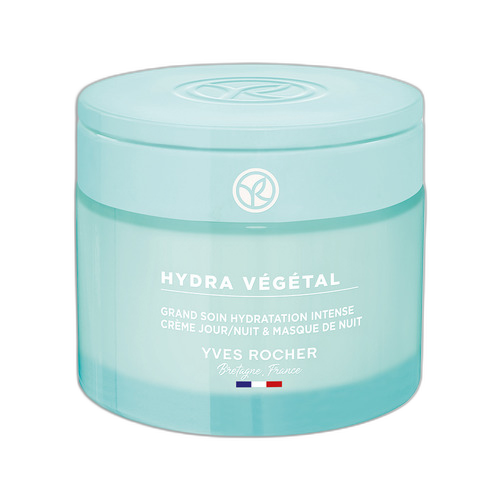 HYDRA VÉGÉTAL
GRAND SOIN HYDRATATION INTENSE
CRÈME JOUR/NUIT & MASQUE DE NUIT
YVES ROCHER
Bretagne, France